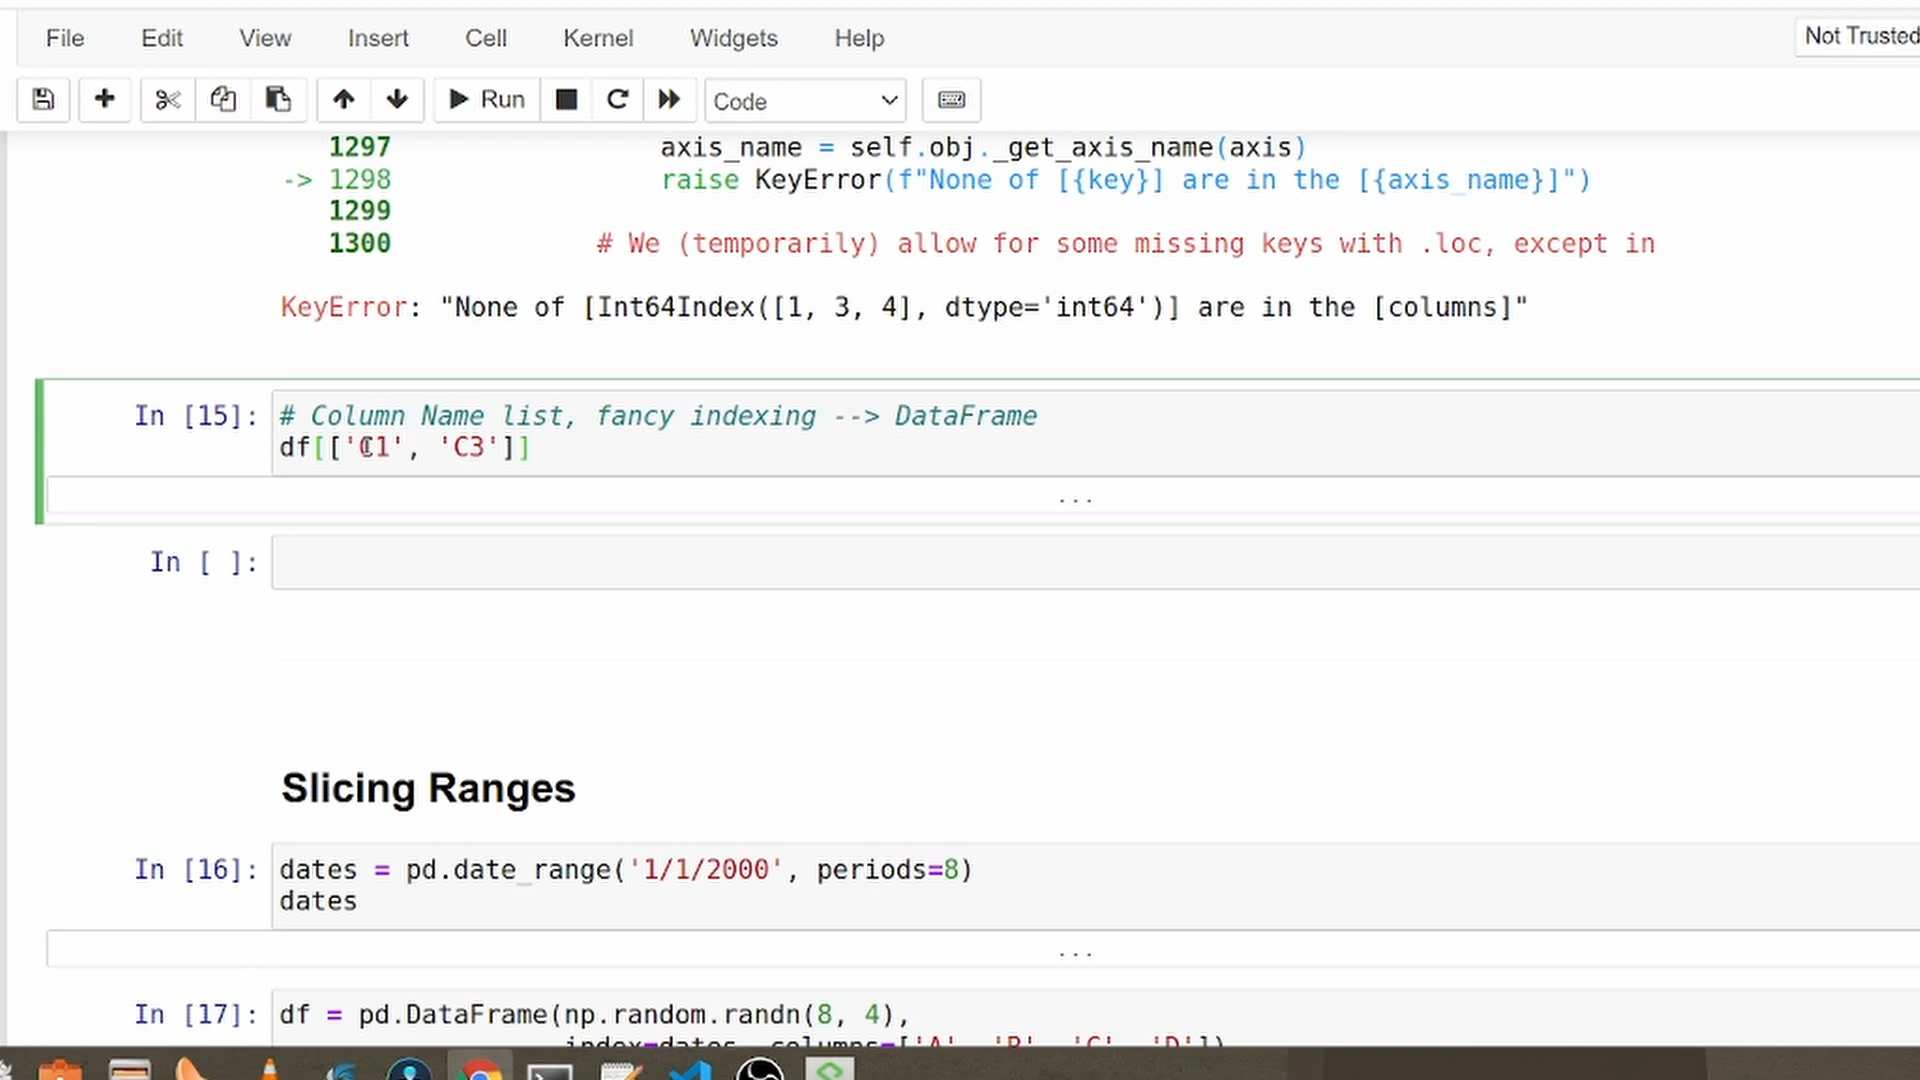 File Edit View Insert Cell Kernel Widgets Help Not Trusted
Run Code
1297 axis_name = self.obj._get_axis_name(axis)
-> 1298 raise KeyError(f"None of [{key}] are in the [{axis_name}]")
1299
1300 # We (temporarily) allow for some missing keys with .loc, except in
KeyError: "None of [Int64Index([1, 3, 4], dtype='int64')] are in the [columns]"
In [15]: # Column Name list, fancy indexing --> DataFrame
df[['C1', 'C3']]
...
In [ ]:
Slicing Ranges
In [16]: dates = pd.date_range('1/1/2000', periods=8)
dates
...
In [17]: df = pd.DataFrame(np.random.randn(8, 4),
index=dates, columns=['A', 'B', 'C', 'D'])